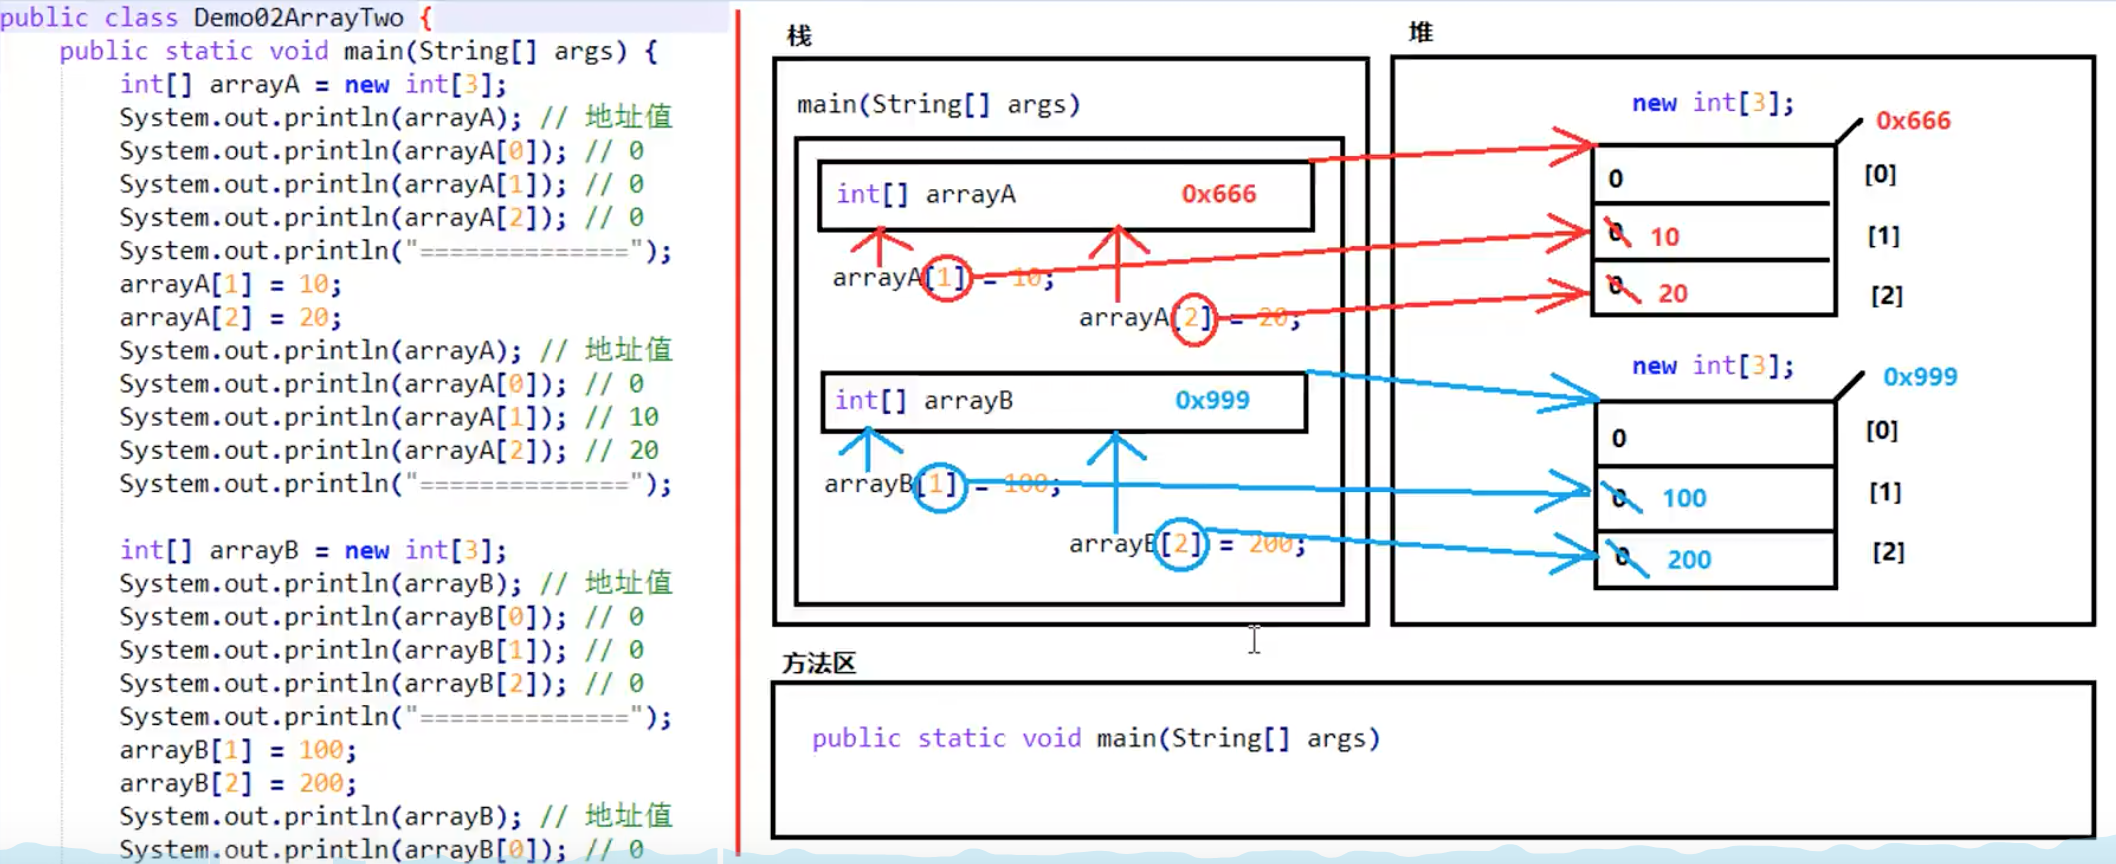 public class Demo02ArrayTwo {
public static void main(String[] args) {
int[] arrayA = new int[3];
System.out.println(arrayA); // 地址值
System.out.println(arrayA[0]); // 0
System.out.println(arrayA[1]); // 0
System.out.println(arrayA[2]); // 0
System.out.println("==============");
arrayA[1] = 10;
arrayA[2] = 20;
System.out.println(arrayA); // 地址值
System.out.println(arrayA[0]); // 0
System.out.println(arrayA[1]); // 10
System.out.println(arrayA[2]); // 20
System.out.println("==============");
int[] arrayB = new int[3];
System.out.println(arrayB); // 地址值
System.out.println(arrayB[0]); // 0
System.out.println(arrayB[1]); // 0
System.out.println(arrayB[2]); // 0
System.out.println("==============");
arrayB[1] = 100;
arrayB[2] = 200;
System.out.println(arrayB); // 地址值
System.out.println(arrayB[0]); // 0
栈
main(String[] args)
int[] arrayA 0x666
arrayA[1] = 10;
arrayA[2] = 20;
int[] arrayB 0x999
arrayB[1] = 100;
arrayB[2] = 200;
堆
new int[3];
0x666
0 [0]
0 10 [1]
0 20 [2]
new int[3];
0x999
0 [0]
0 100 [1]
0 200 [2]
方法区
public static void main(String[] args)